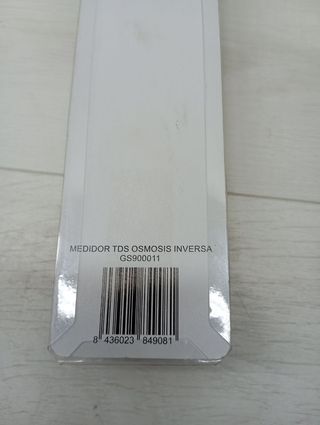 MEDIDOR TDS OSMOSIS INVERSA
GS900011
8 436023 849081